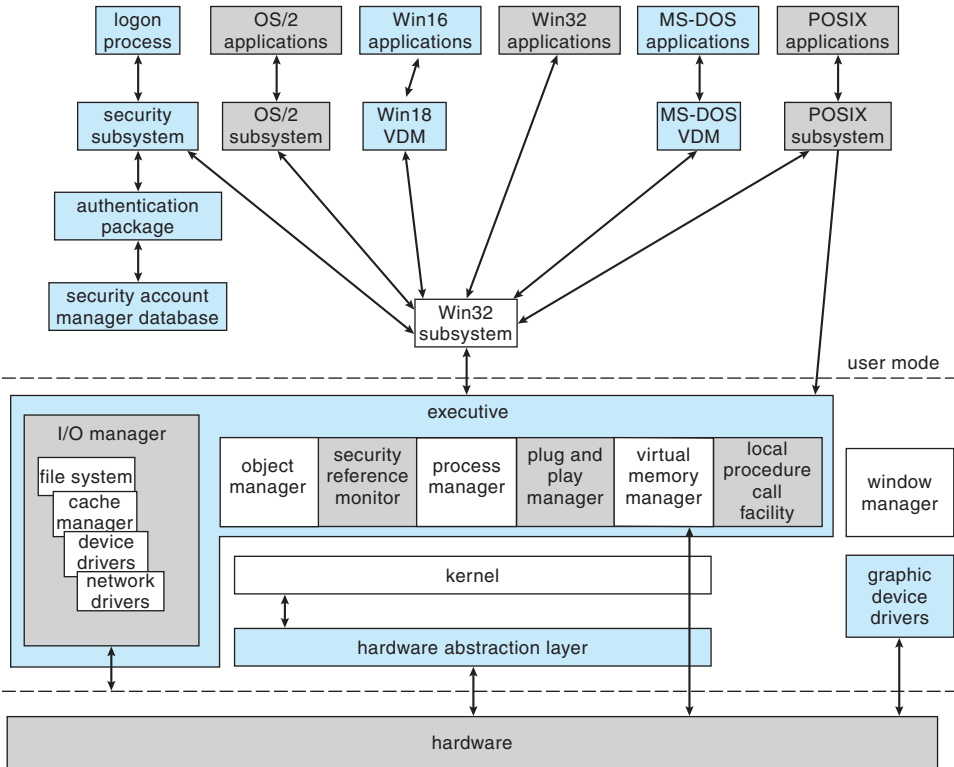 logon
process
OS/2
applications
Win16
applications
Win32
applications
MS-DOS
applications
POSIX
applications
security
subsystem
OS/2
subsystem
Win18
VDM
MS-DOS
VDM
POSIX
subsystem
authentication
package
security account
manager database
Win32
subsystem
user mode
executive
I/O manager
file system
cache
manager
device
drivers
network
drivers
object
manager
security
reference
monitor
process
manager
plug and
play
manager
virtual
memory
manager
local
procedure
call
facility
window
manager
kernel
graphic
device
drivers
hardware abstraction layer
hardware